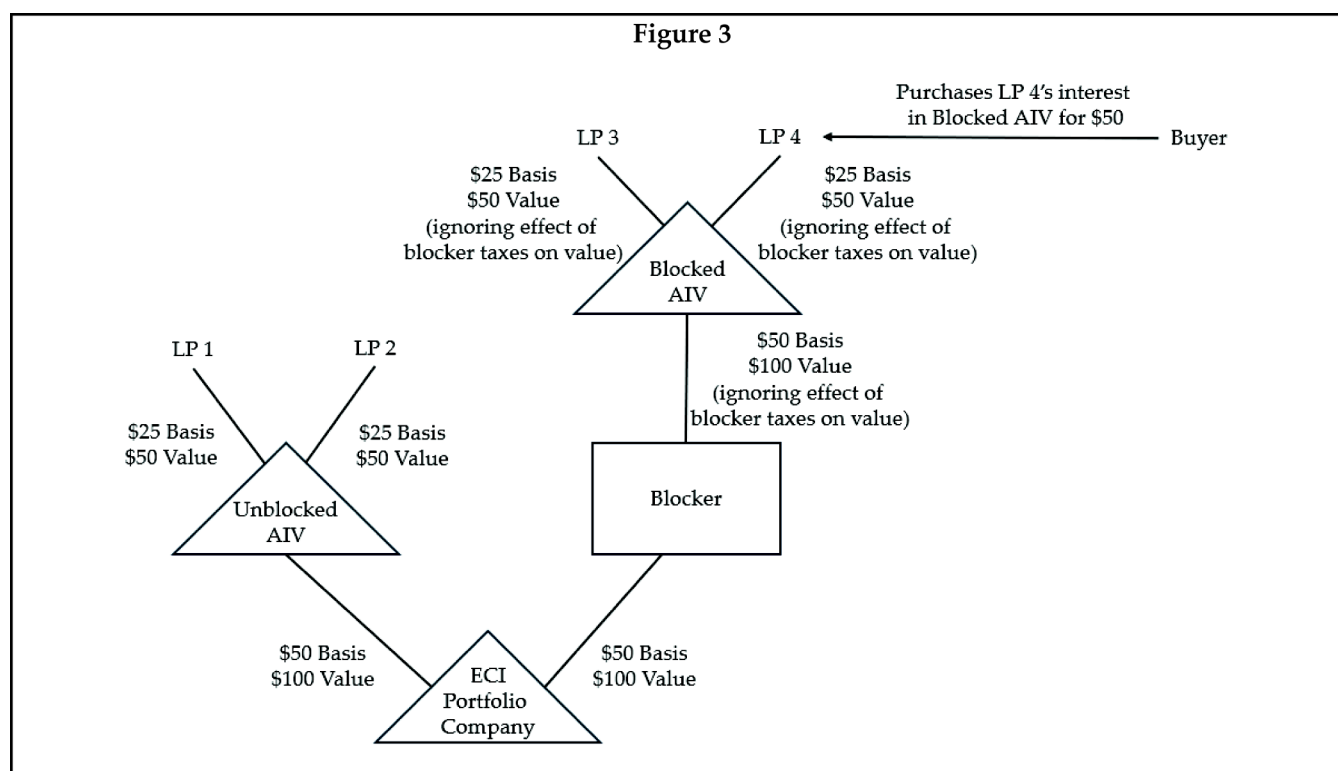 Figure 3
Purchases LP 4’s interest
in Blocked AIV for $50
Buyer
LP 3
LP 4
$25 Basis
$50 Value
(ignoring effect of
blocker taxes on value)
$25 Basis
$50 Value
(ignoring effect of
blocker taxes on value)
Blocked
AIV
$50 Basis
$100 Value
(ignoring effect of
blocker taxes on value)
LP 1
LP 2
$25 Basis
$50 Value
$25 Basis
$50 Value
Unblocked
AIV
Blocker
$50 Basis
$100 Value
$50 Basis
$100 Value
ECI
Portfolio
Company